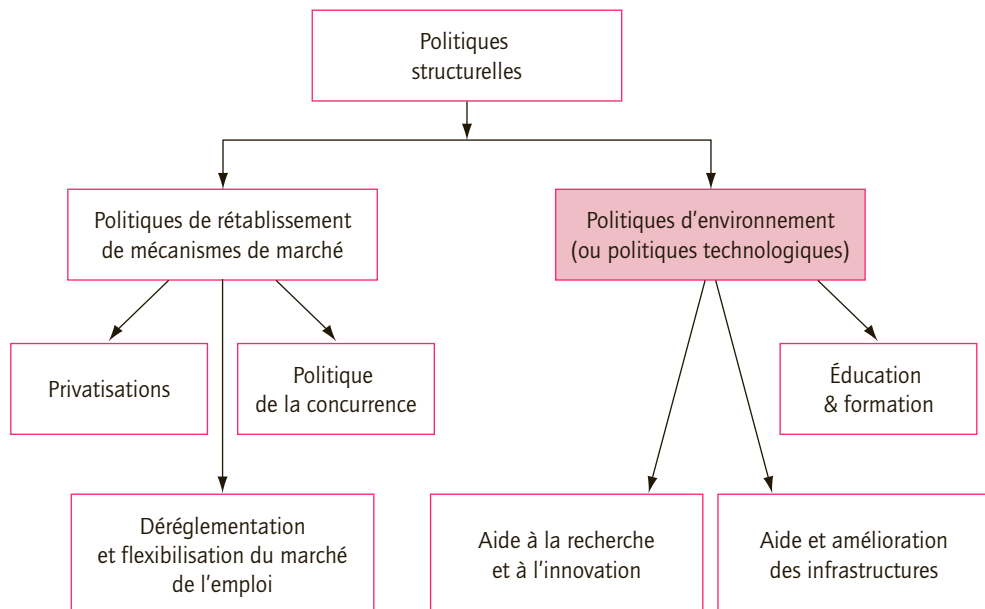 Politiques
structurelles
Politiques de rétablissement
de mécanismes de marché
Politiques d'environnement
(ou politiques technologiques)
Privatisations
Politique
de la concurrence
Éducation
& formation
Déréglementation
et flexibilisation du marché
de l'emploi
Aide à la recherche
et à l'innovation
Aide et amélioration
des infrastructures